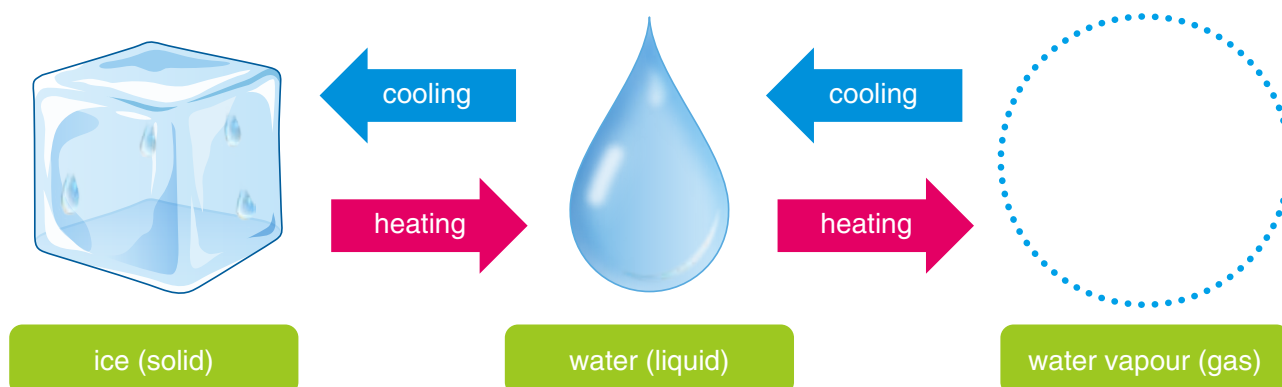 cooling
cooling
heating
heating
ice (solid)
water (liquid)
water vapour (gas)